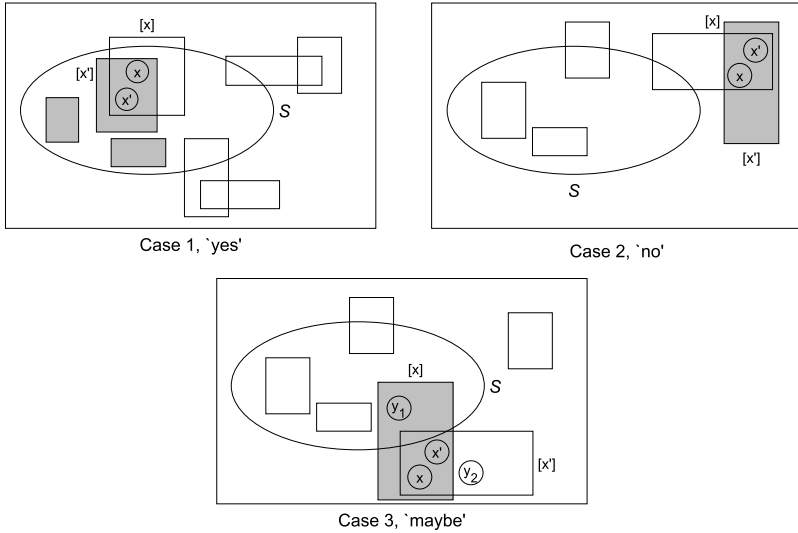 [x]
[x']
x
x'
S
Case 1, `yes'
[x]
x'
x
[x']
S
Case 2, `no'
[x]
S
y1
x'
x
y2
[x']
Case 3, `maybe'